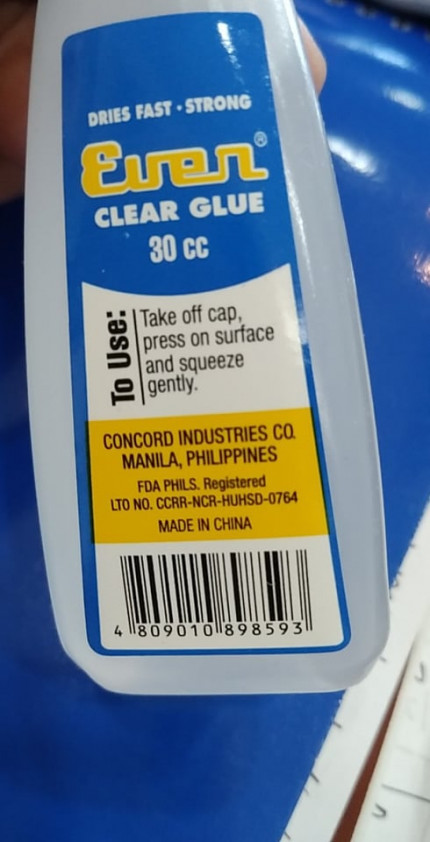 DRIES FAST • STRONG
Even®
CLEAR GLUE
30 cc
To Use:
Take off cap,
press on surface
and squeeze
gently.
CONCORD INDUSTRIES CO.
MANILA, PHILIPPINES
FDA PHILS. Registered
LTO NO. CCRR-NCR-HUHSD-0764
MADE IN CHINA
4 809010 898593